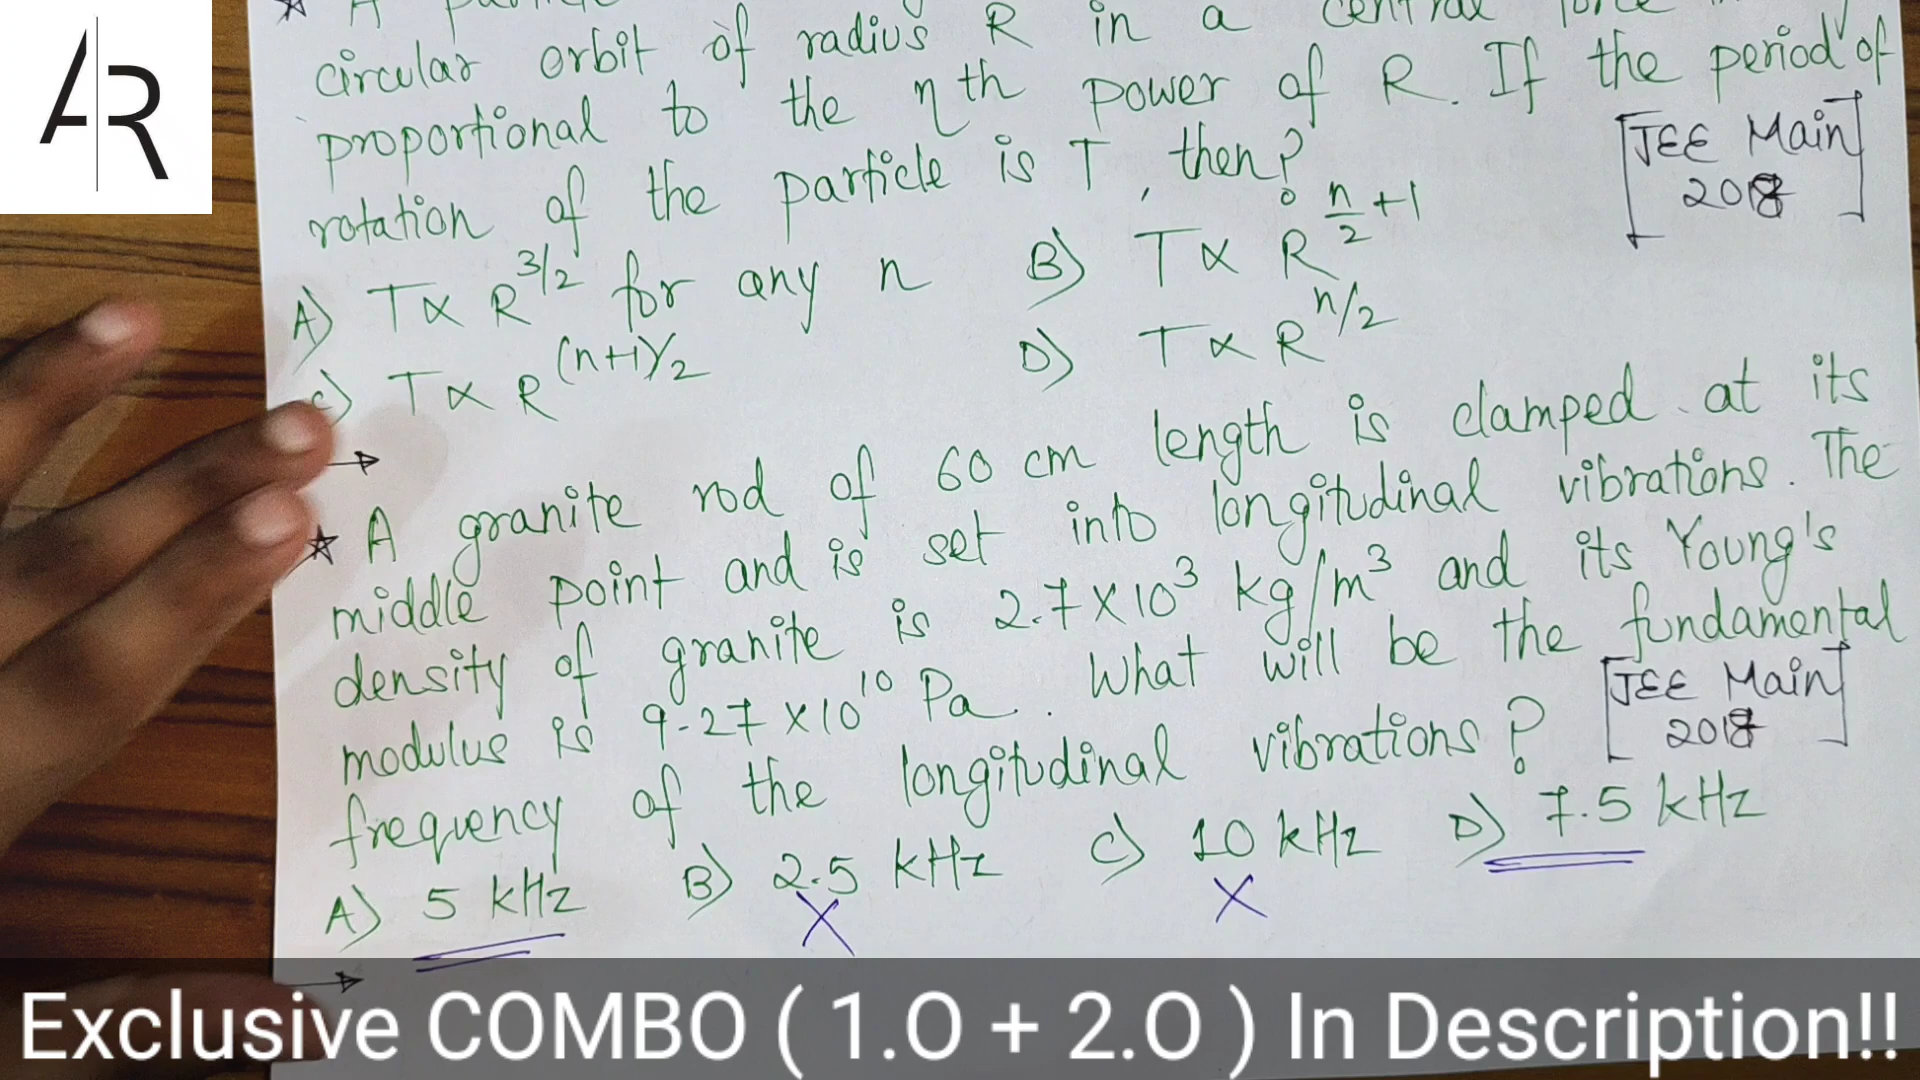 AR
A
circular orbit of radius R in a central force
proportional to the nth power of R. If the period of
rotation of the particle is T, then?
[JEE Main
2018]
A) T∝ R^3/2 for any n B) T ∝ R^n/2+1
C) T∝ R^(n+1)/2 D) T ∝ R^n/2
→
☆ A granite rod of 60 cm length is clamped at its
middle point and is set into longitudinal vibrations. The
density of granite is 2.7×10³ kg/m³ and its Young's
modulus is 9.27×10^10 Pa. What will be the fundamental
frequency of the longitudinal vibrations?
[JEE Main
2018]
A) 5 kHz B) 2.5 kHz C) 10 kHz D) 7.5 kHz
X X
→
Exclusive COMBO ( 1.O + 2.O ) In Description!!